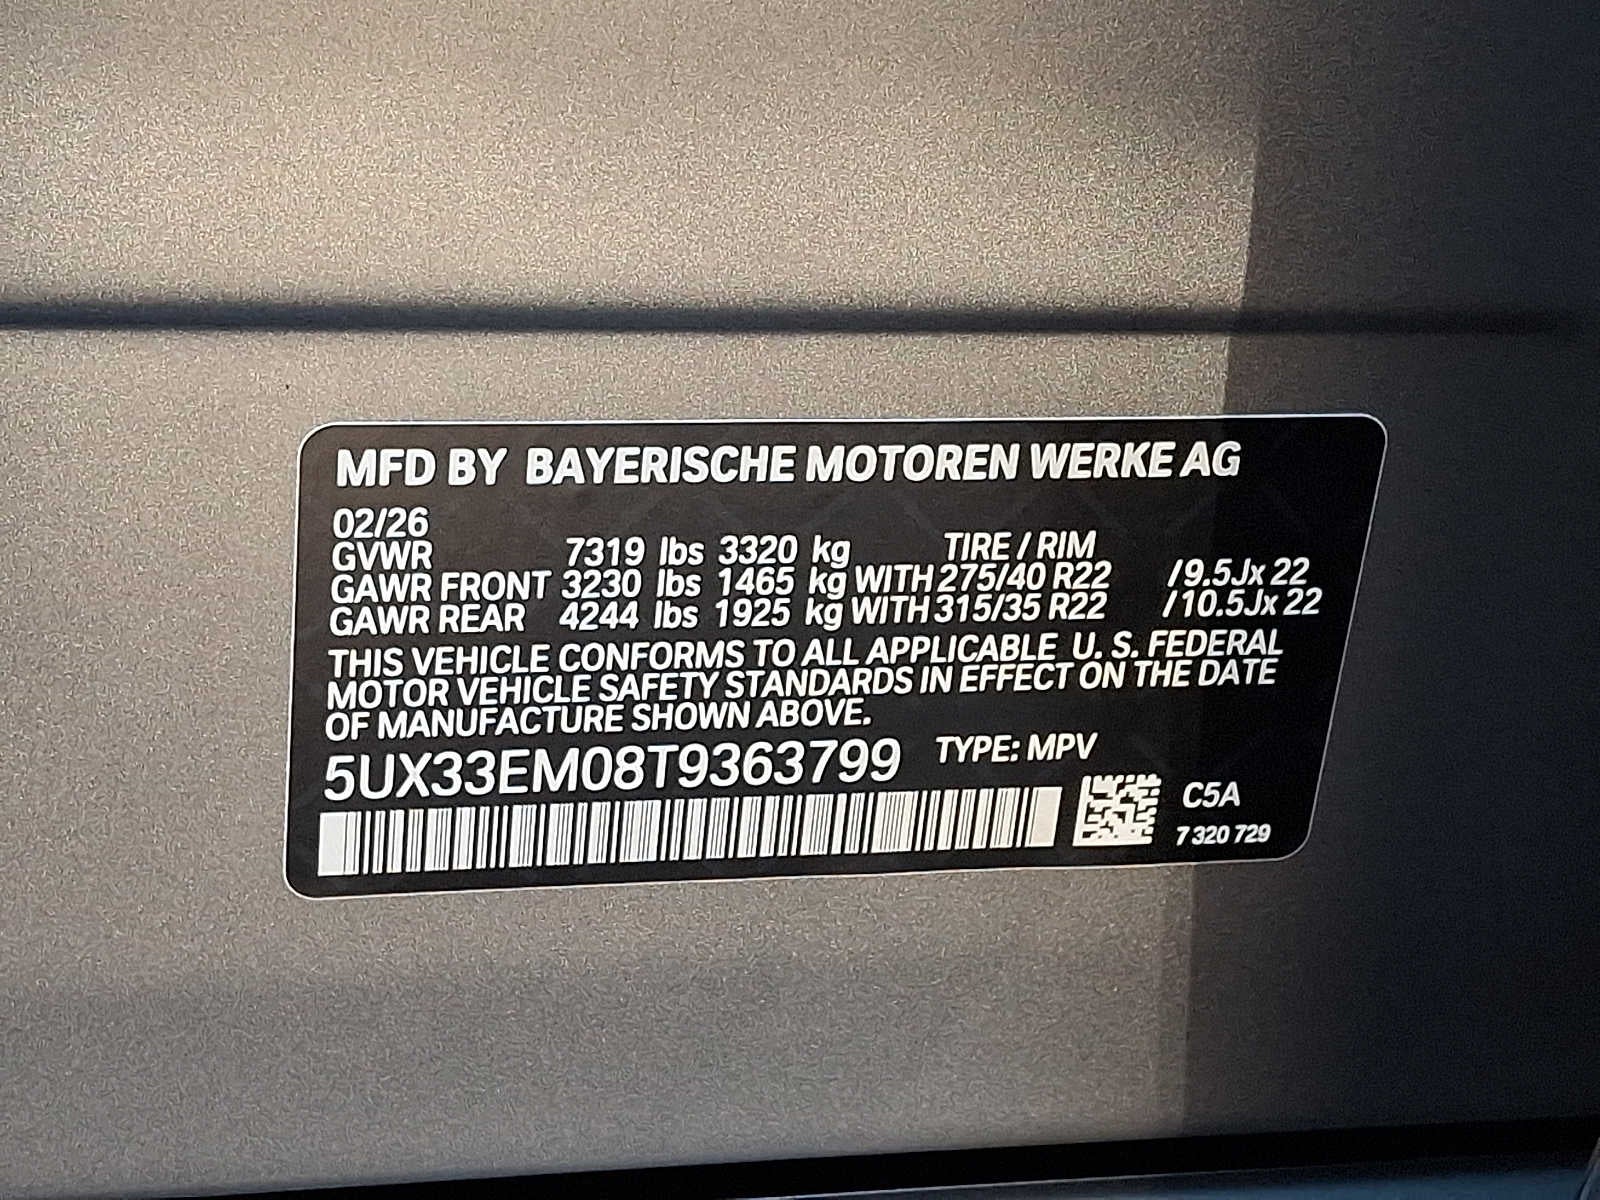 MFD BY BAYERISCHE MOTOREN WERKE AG
02/26
GVWR 7319 lbs 3320 kg TIRE / RIM
GAWR FRONT 3230 lbs 1465 kg WITH 275/40 R22 / 9.5Jx 22
GAWR REAR 4244 lbs 1925 kg WITH 315/35 R22 / 10.5Jx 22
THIS VEHICLE CONFORMS TO ALL APPLICABLE U. S. FEDERAL
MOTOR VEHICLE SAFETY STANDARDS IN EFFECT ON THE DATE
OF MANUFACTURE SHOWN ABOVE.
5UX33EM08T9363799 TYPE: MPV
C5A
7 320 729